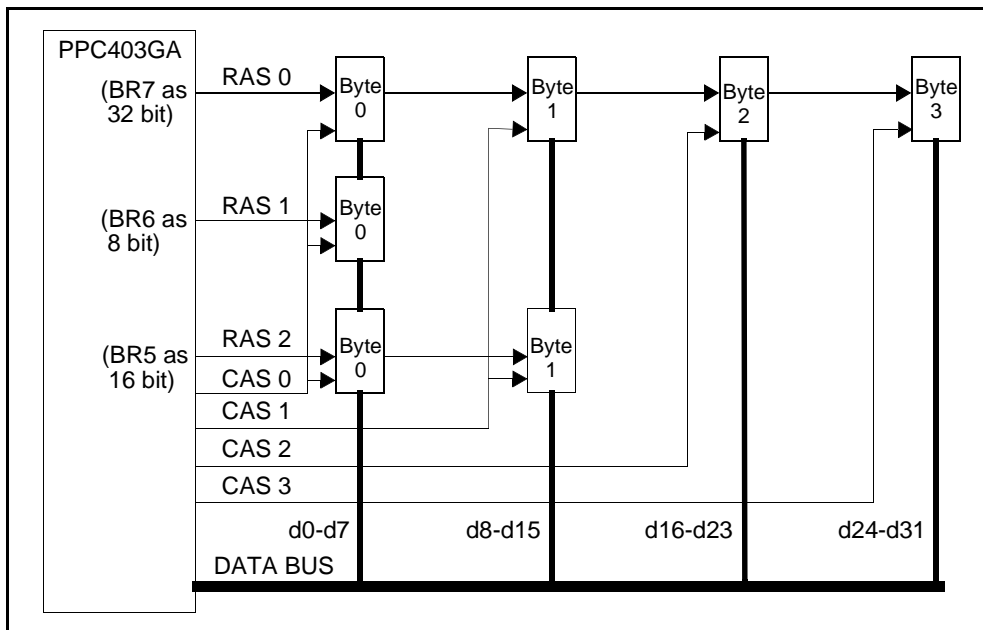 PPC403GA
(BR7 as
32 bit)
RAS 0
Byte
0
Byte
1
Byte
2
Byte
3
(BR6 as
8 bit)
RAS 1
Byte
0
(BR5 as
16 bit)
RAS 2
Byte
0
Byte
1
CAS 0
CAS 1
CAS 2
CAS 3
d0-d7
d8-d15
d16-d23
d24-d31
DATA BUS